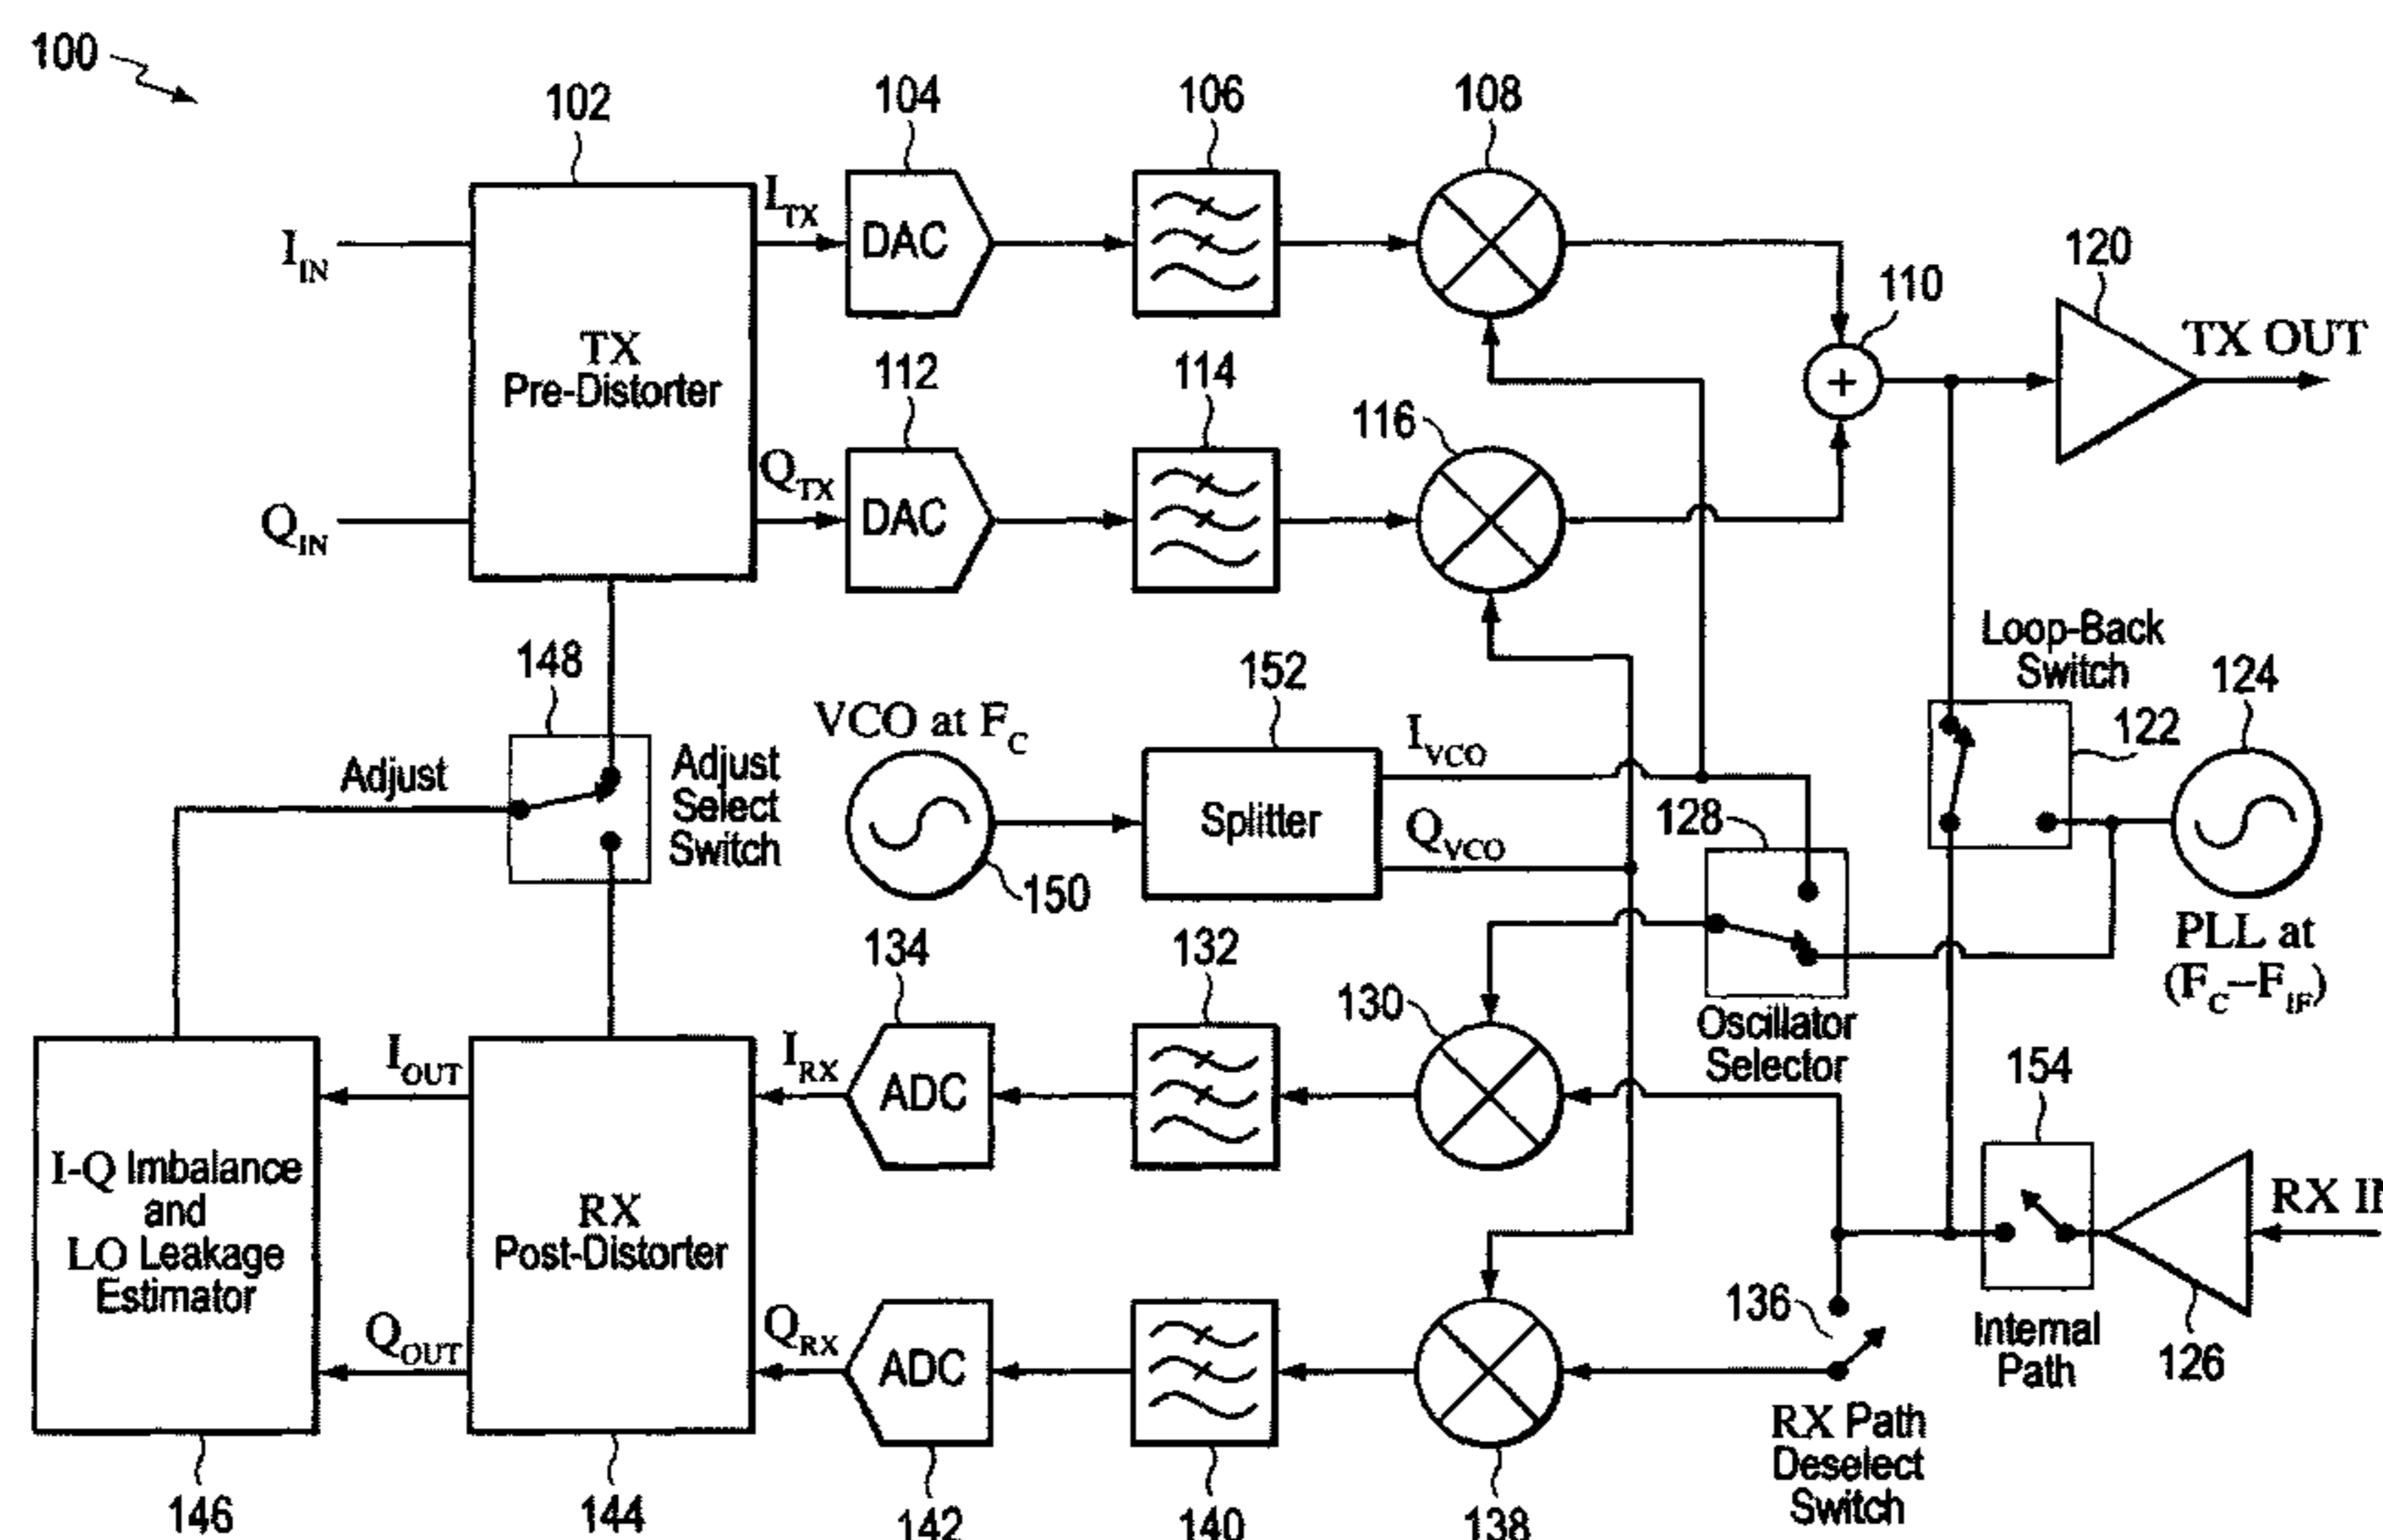 100
102
104
106
108
I_IN
I_TX
DAC
110
120
TX OUT
TX
Pre-Distorter
112
114
116
Q_IN
Q_TX
DAC
148
Adjust
Adjust
Select
Switch
VCO at F_C
150
152
Splitter
I_VCO
Q_VCO
128
Oscillator
Selector
Loop-Back
Switch
122
124
PLL at
(F_C–F_IF)
134
132
130
I_OUT
I_RX
ADC
154
RX IN
Internal
Path
126
I-Q Imbalance
and
LO Leakage
Estimator
RX
Post-Distorter
Q_OUT
Q_RX
ADC
136
RX Path
Deselect
Switch
146
144
142
140
138